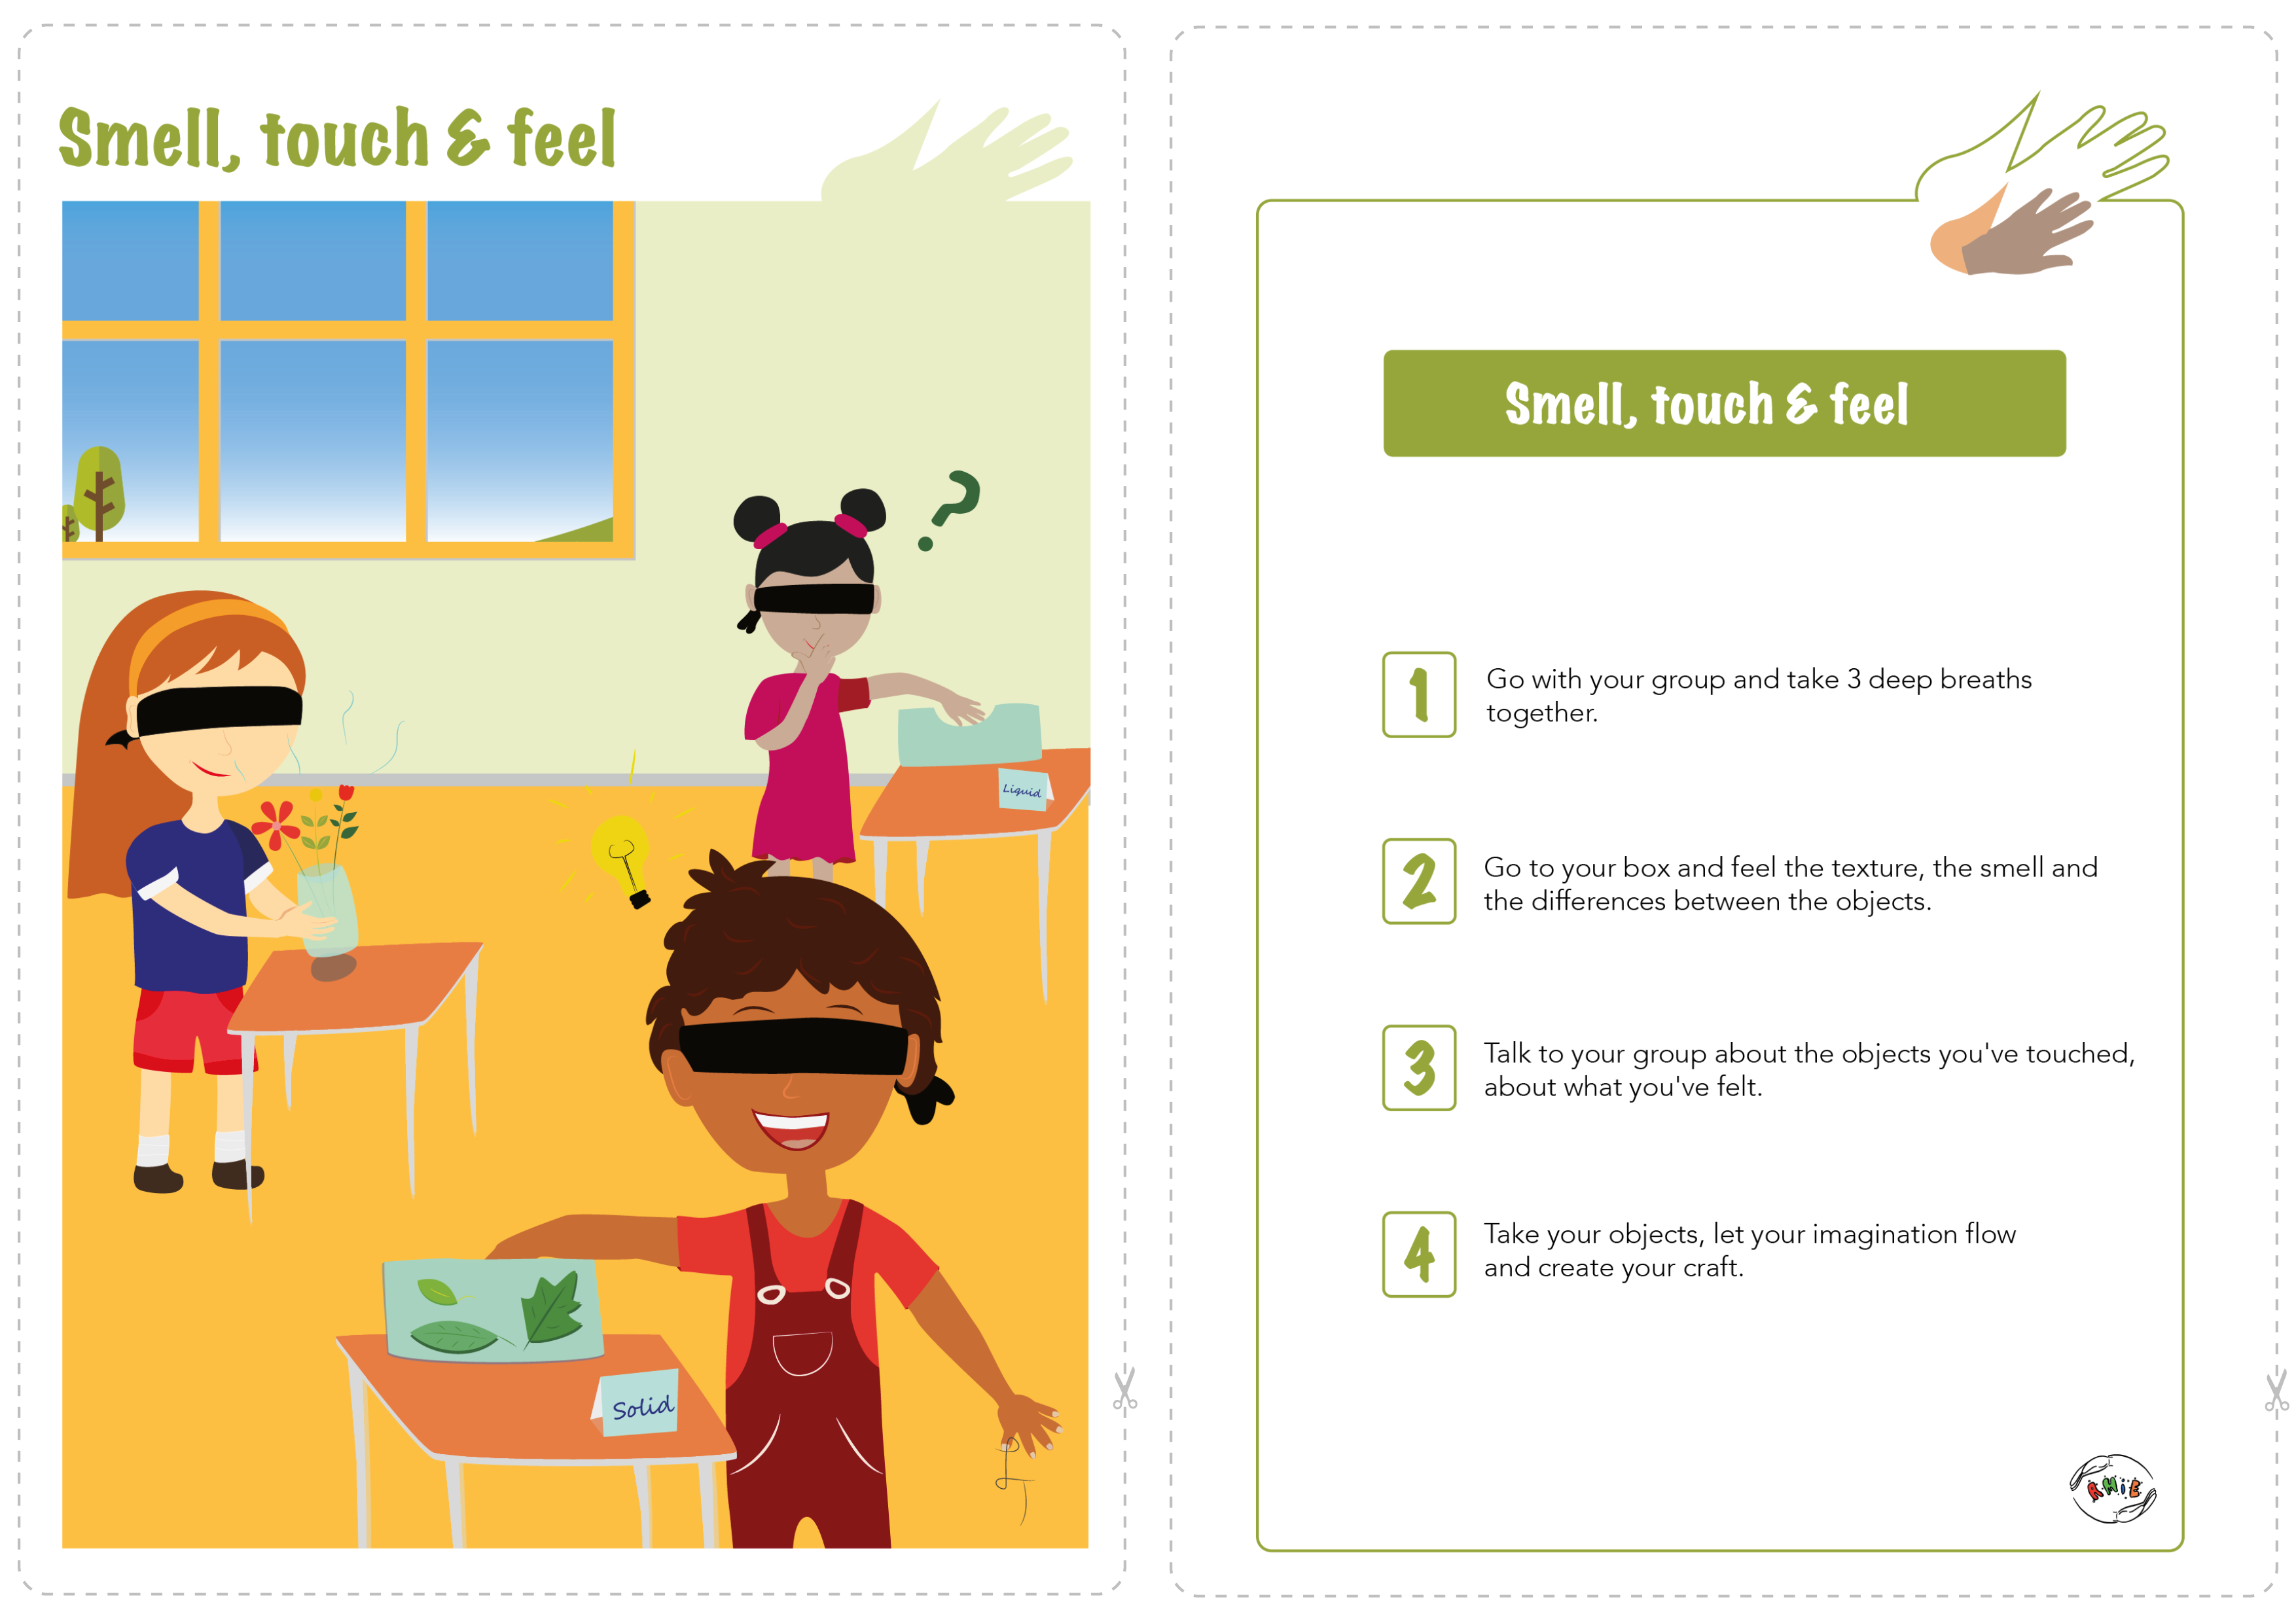 Smell, touch & feel
Liquid
Solid
Smell, touch & feel
1
Go with your group and take 3 deep breaths
together.
2
Go to your box and feel the texture, the smell and
the differences between the objects.
3
Talk to your group about the objects you've touched,
about what you've felt.
4
Take your objects, let your imagination flow
and create your craft.
RMiE